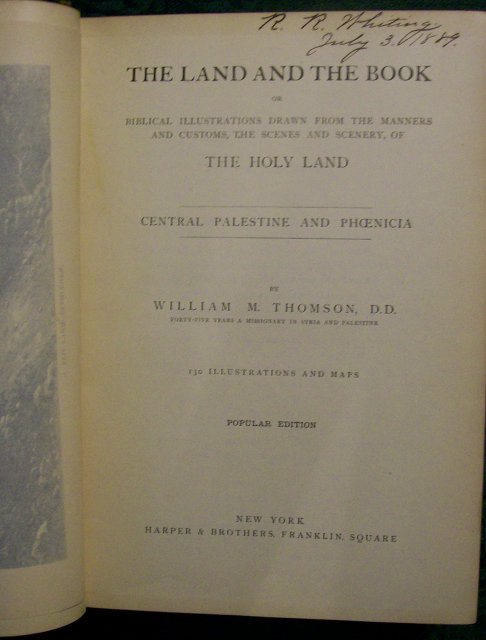 R. R. Whiting
July 3. 1889.
THE LAND AND THE BOOK
OR
BIBLICAL ILLUSTRATIONS DRAWN FROM THE MANNERS
AND CUSTOMS, THE SCENES AND SCENERY, OF
THE HOLY LAND
CENTRAL PALESTINE AND PHŒNICIA
BY
WILLIAM M. THOMSON, D.D.
FORTY-FIVE YEARS A MISSIONARY IN SYRIA AND PALESTINE
130 ILLUSTRATIONS AND MAPS
POPULAR EDITION
NEW YORK
HARPER & BROTHERS, FRANKLIN SQUARE